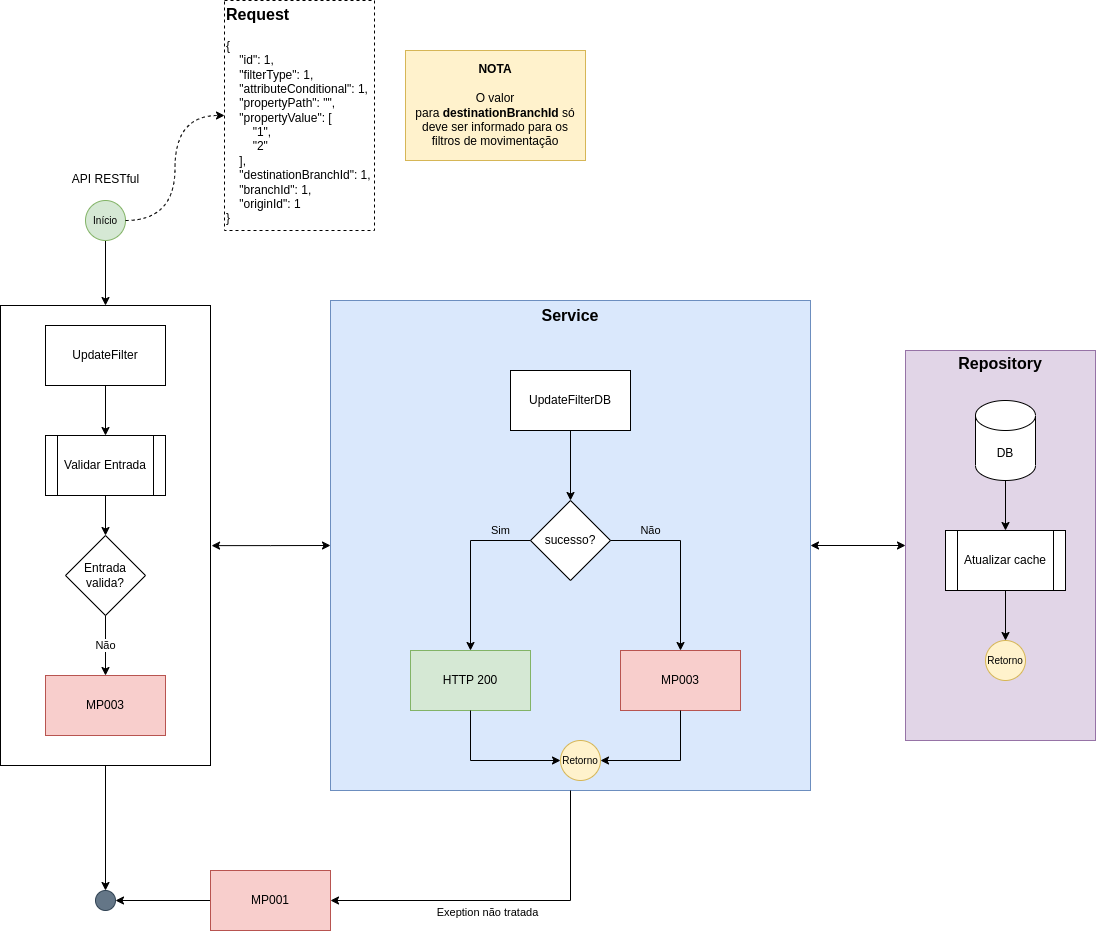 Request
{
"id": 1,
"filterType": 1,
"attributeConditional": 1,
"propertyPath": "",
"propertyValue": [
"1",
"2"
],
"destinationBranchId": 1,
"branchId": 1,
"originId": 1
}
NOTA
O valor
para destinationBranchId só
deve ser informado para os
filtros de movimentação
API RESTful
Início
UpdateFilter
Validar Entrada
Entrada
valida?
Não
MP003
Service
UpdateFilterDB
sucesso?
Sim
Não
HTTP 200
MP003
Retorno
Repository
DB
Atualizar cache
Retorno
MP001
Exeption não tratada